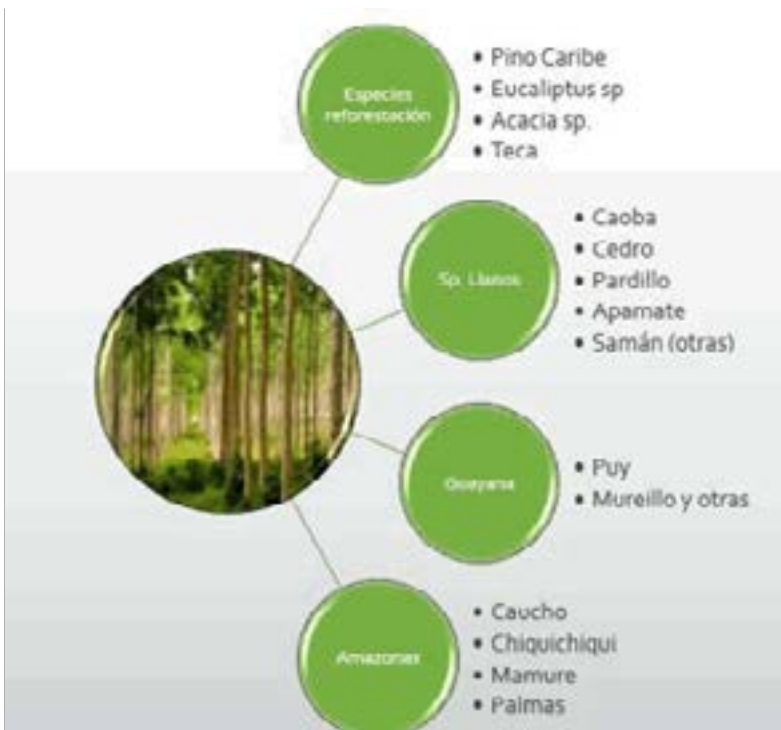 Especies
reforestación
• Pino Caribe
• Eucaliptus sp
• Acacia sp.
• Teca
Sp. Llanos
• Caoba
• Cedro
• Pardillo
• Apamate
• Samán (otras)
Guayana
• Puy
• Mureillo y otras
Amazonas
• Caucho
• Chiquichiqui
• Mamure
• Palmas